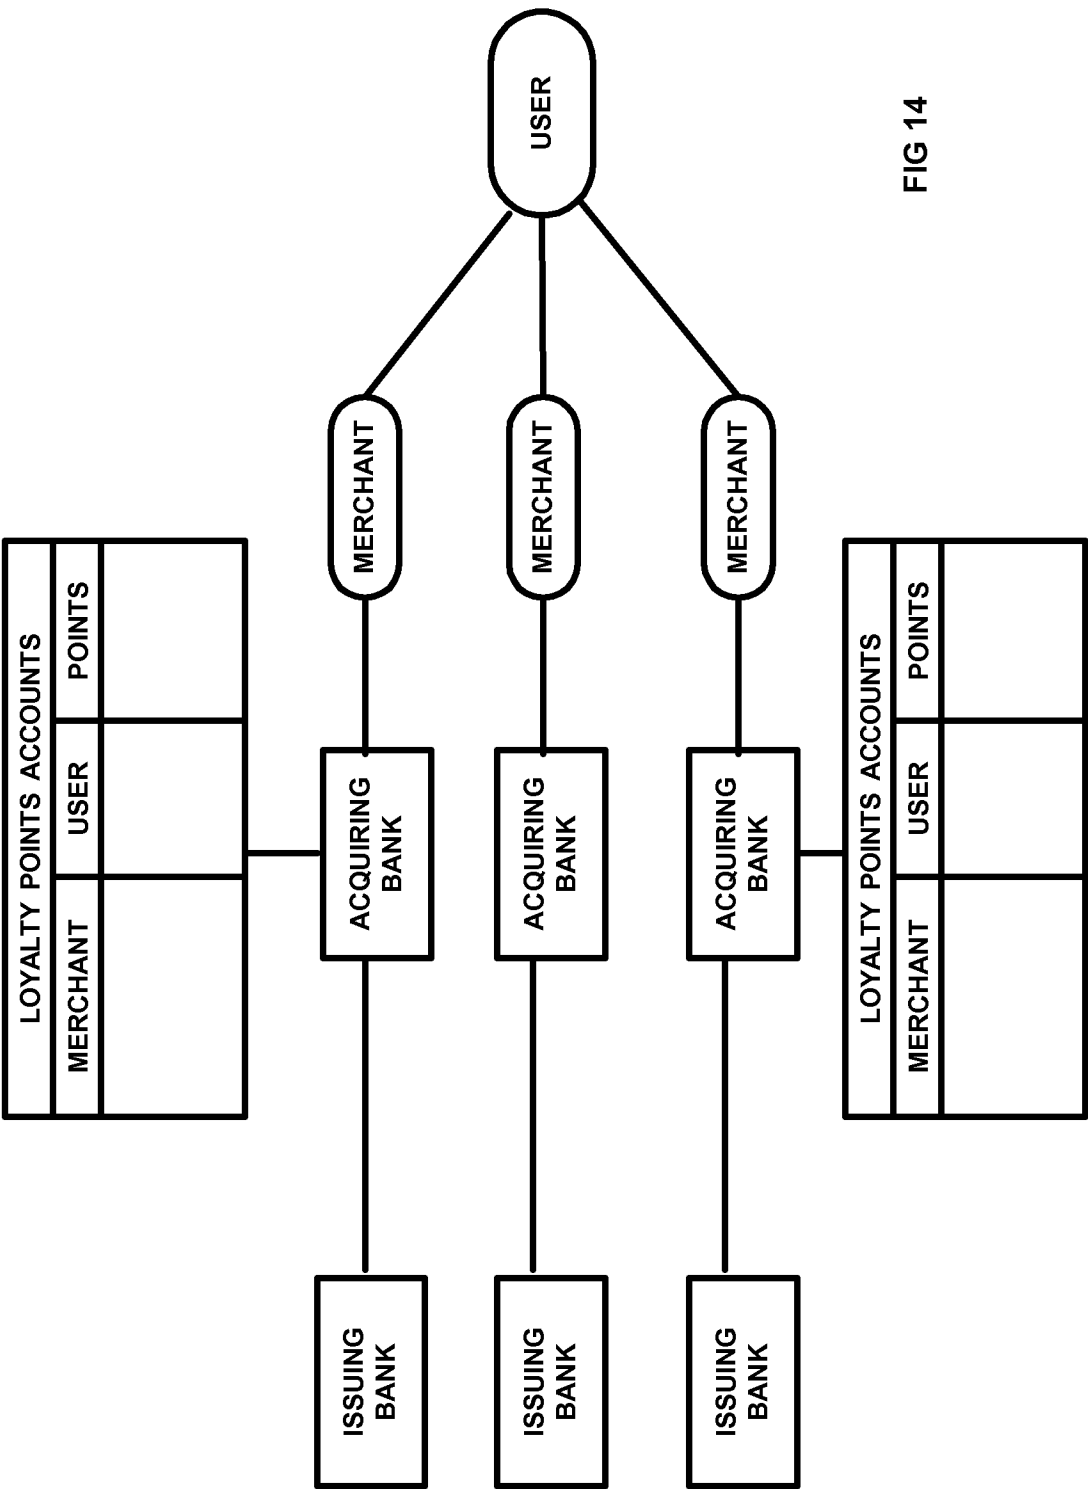 LOYALTY POINTS ACCOUNTS
MERCHANT
USER
POINTS
ISSUING
BANK
ACQUIRING
BANK
MERCHANT
ISSUING
BANK
ACQUIRING
BANK
MERCHANT
USER
ISSUING
BANK
ACQUIRING
BANK
MERCHANT
LOYALTY POINTS ACCOUNTS
MERCHANT
USER
POINTS
FIG 14